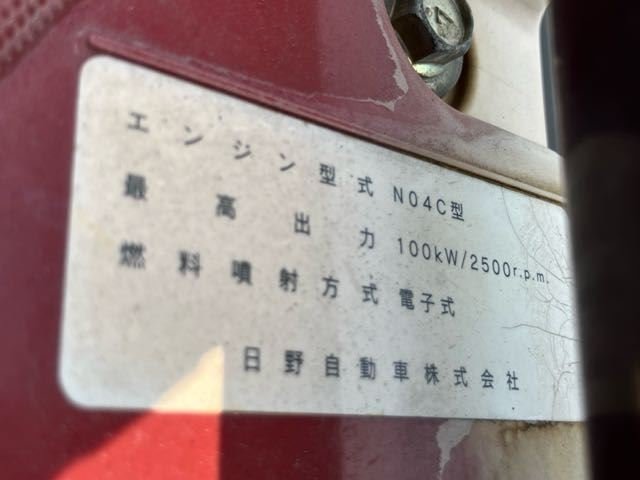 エンジン型式 N04C型
最高出力 100kW/2500r.p.m.
燃料噴射方式 電子式
日野自動車株式会社